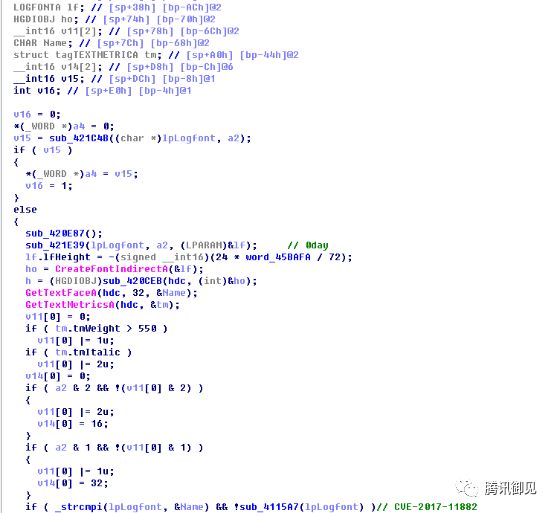 LOGFONTA lf; // [sp+38h] [bp-ACh]@2
HGDIOBJ ho; // [sp+74h] [bp-70h]@2
__int16 v11[2]; // [sp+78h] [bp-6Ch]@2
CHAR Name; // [sp+7Ch] [bp-68h]@2
struct tagTEXTMETRICA tm; // [sp+A0h] [bp-44h]@2
__int16 v14[2]; // [sp+D8h] [bp-Ch]@6
__int16 v15; // [sp+DCh] [bp-8h]@1
int v16; // [sp+E0h] [bp-4h]@1
v16 = 0;
*(_WORD *)a4 = 0;
v15 = sub_421C4B((char *)lpLogfont, a2);
if ( v15 )
{
*(_WORD *)a4 = v15;
v16 = 1;
}
else
{
sub_420E87();
sub_421E39(lpLogfont, a2, (LPARAM)&lf); // 0day
lf.lfHeight = -(signed __int16)(24 * word_45BAFA / 72);
ho = CreateFontIndirectA(&lf);
h = (HGDIOBJ)sub_420CEB(hdc, (int)&ho);
GetTextFaceA(hdc, 32, &Name);
GetTextMetricsA(hdc, &tm);
v11[0] = 0;
if ( tm.tmWeight > 550 )
v11[0] |= 1u;
if ( tm.tmItalic )
v11[0] |= 2u;
v14[0] = 0;
if ( a2 & 2 && !(v11[0] & 2) )
{
v11[0] |= 2u;
v14[0] = 16;
}
if ( a2 & 1 && !(v11[0] & 1) )
{
v11[0] |= 1u;
v14[0] = 32;
}
if ( _strcmpi(lpLogfont, &Name) && !sub_4115A7(lpLogfont) )// CVE-2017-11882
腾讯御见